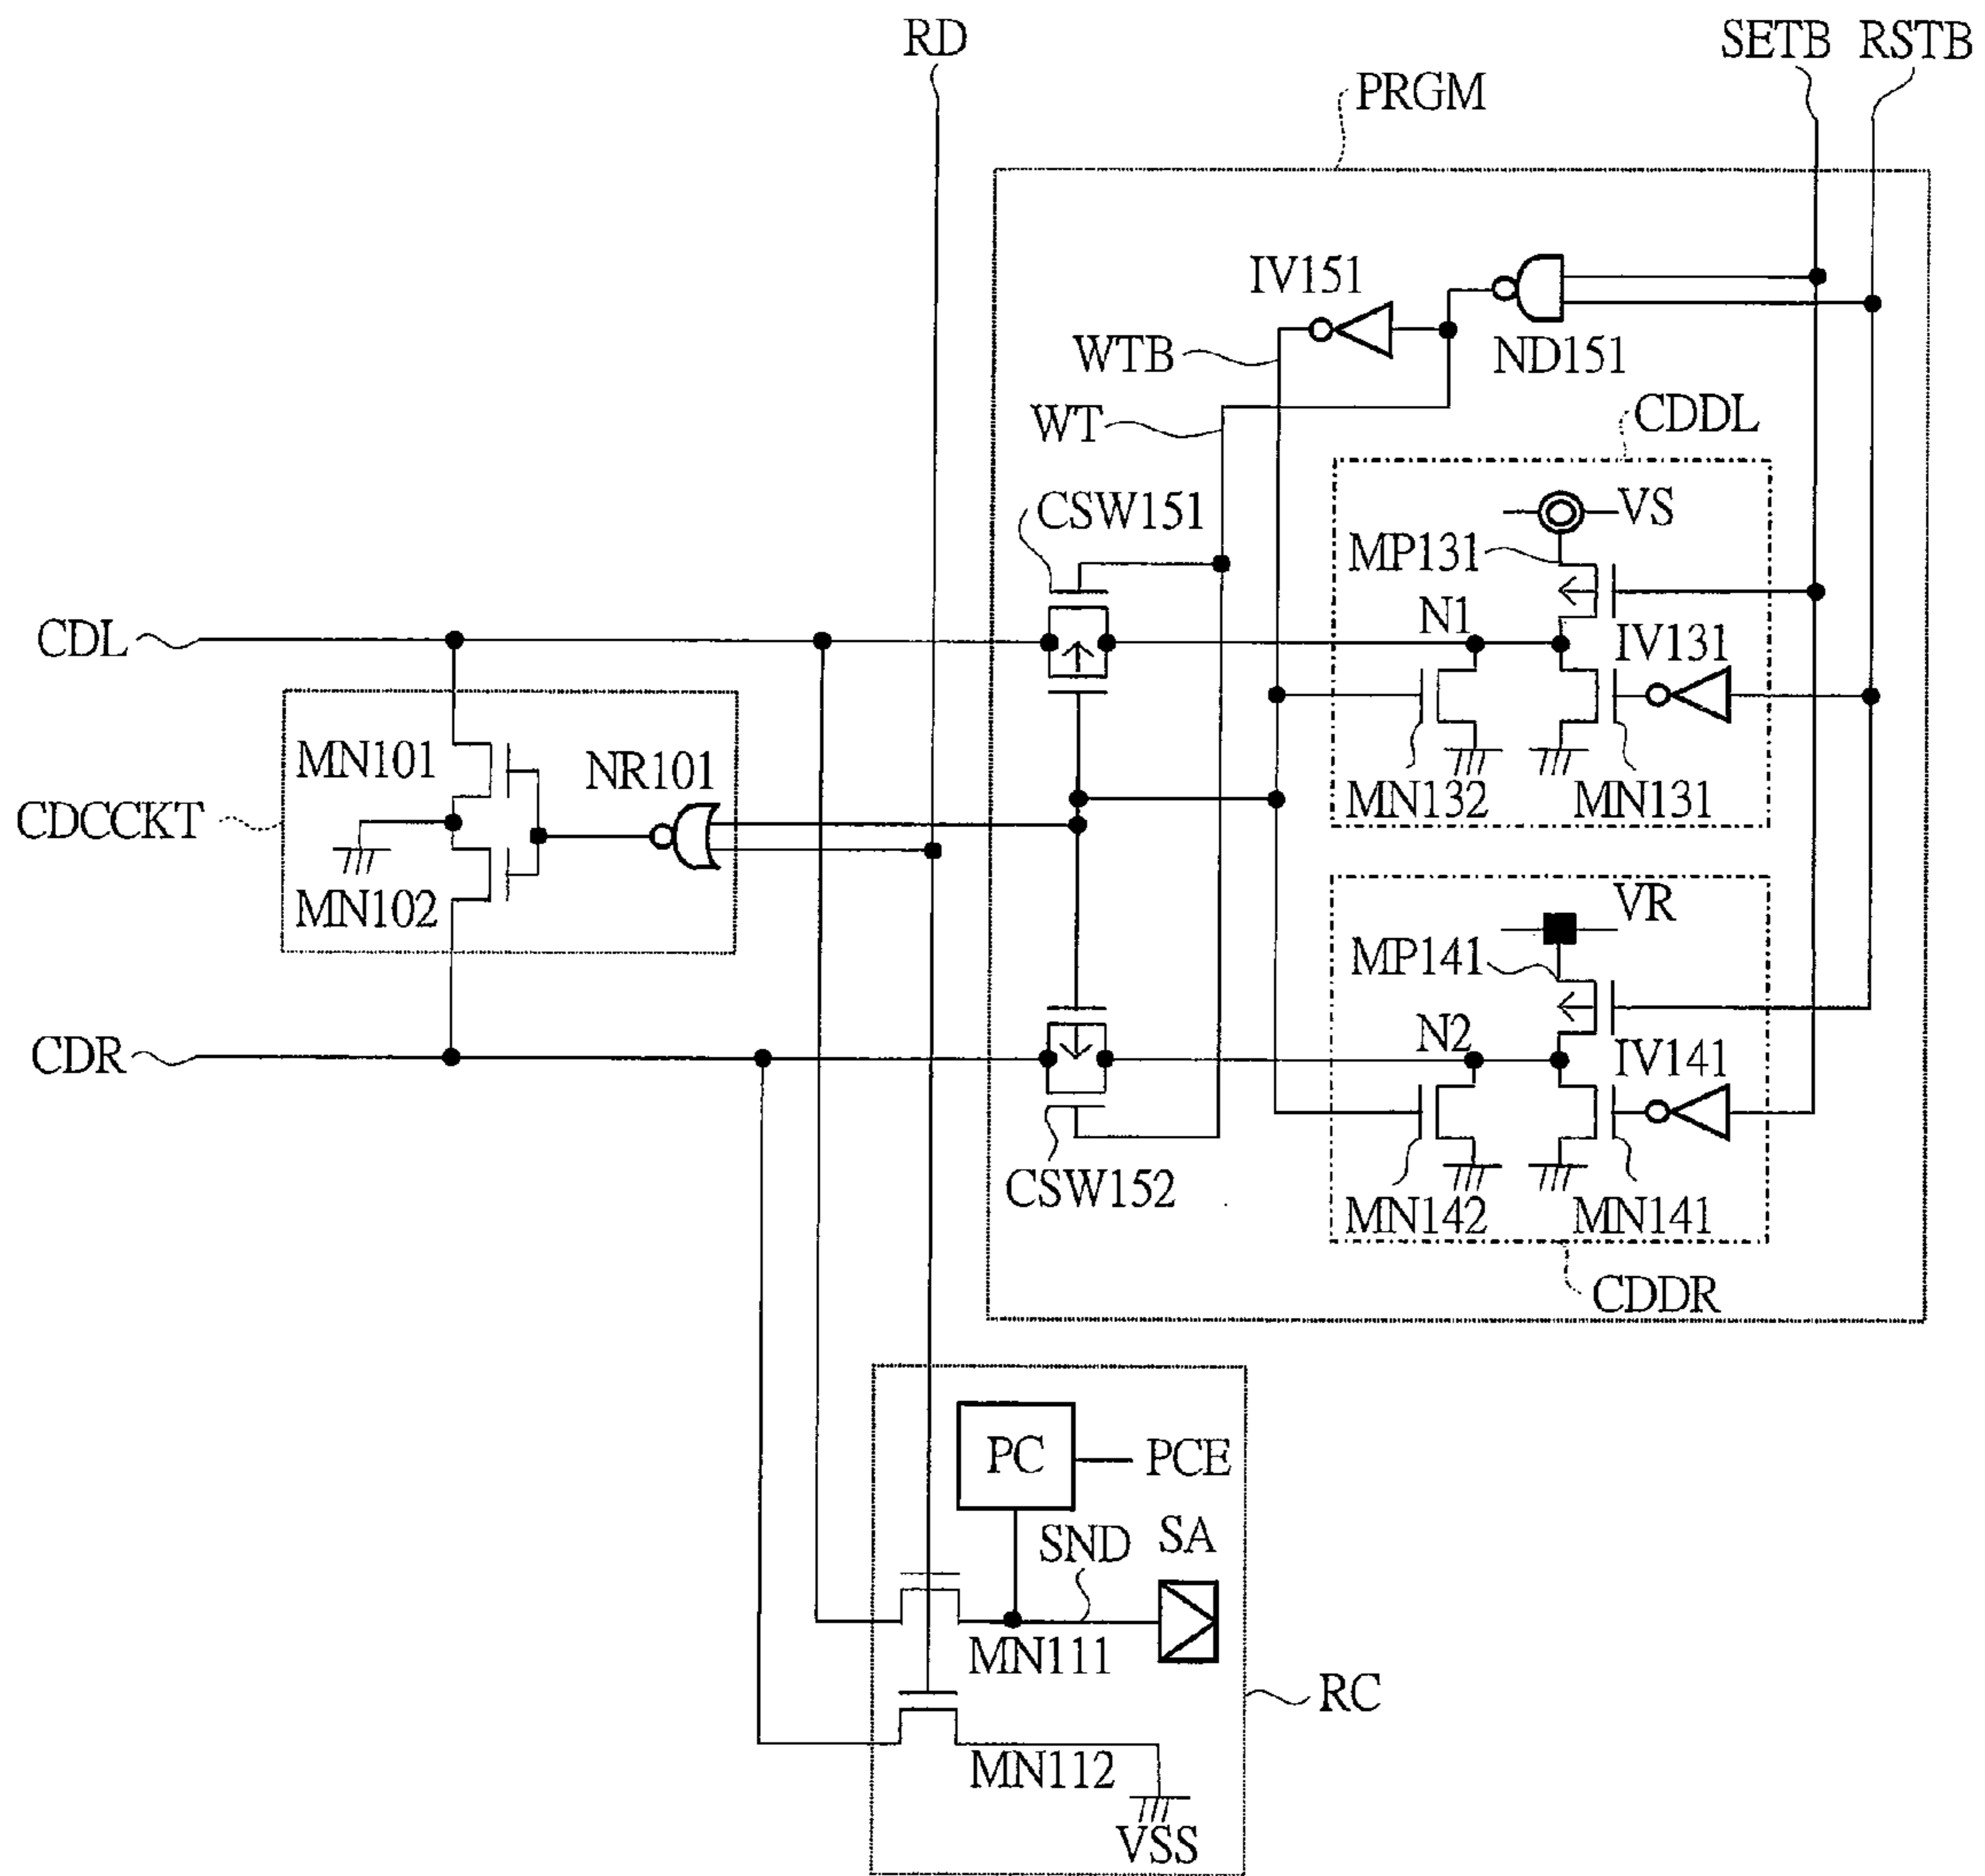 RD
SETB
RSTB
PRGM
IV151
WTB
ND151
WT
CDDL
CSW151
VS
MP131
N1
IV131
CDL
MN101
NR101
MN132
MN131
CDCCKT
MN102
VR
MP141
N2
IV141
CDR
CSW152
MN142
MN141
CDDR
PC
PCE
SND
SA
MN111
RC
MN112
VSS